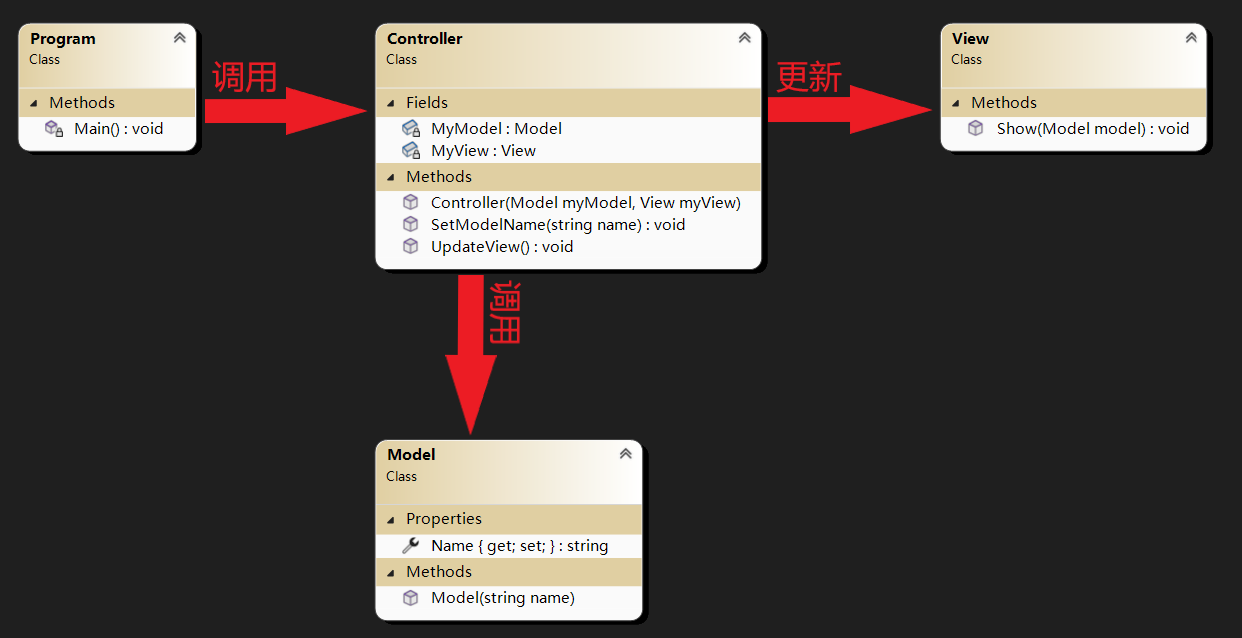 Program
Class
Methods
Main() : void
调用
Controller
Class
Fields
MyModel : Model
MyView : View
Methods
Controller(Model myModel, View myView)
SetModelName(string name) : void
UpdateView() : void
更新
View
Class
Methods
Show(Model model) : void
调用
Model
Class
Properties
Name { get; set; } : string
Methods
Model(string name)